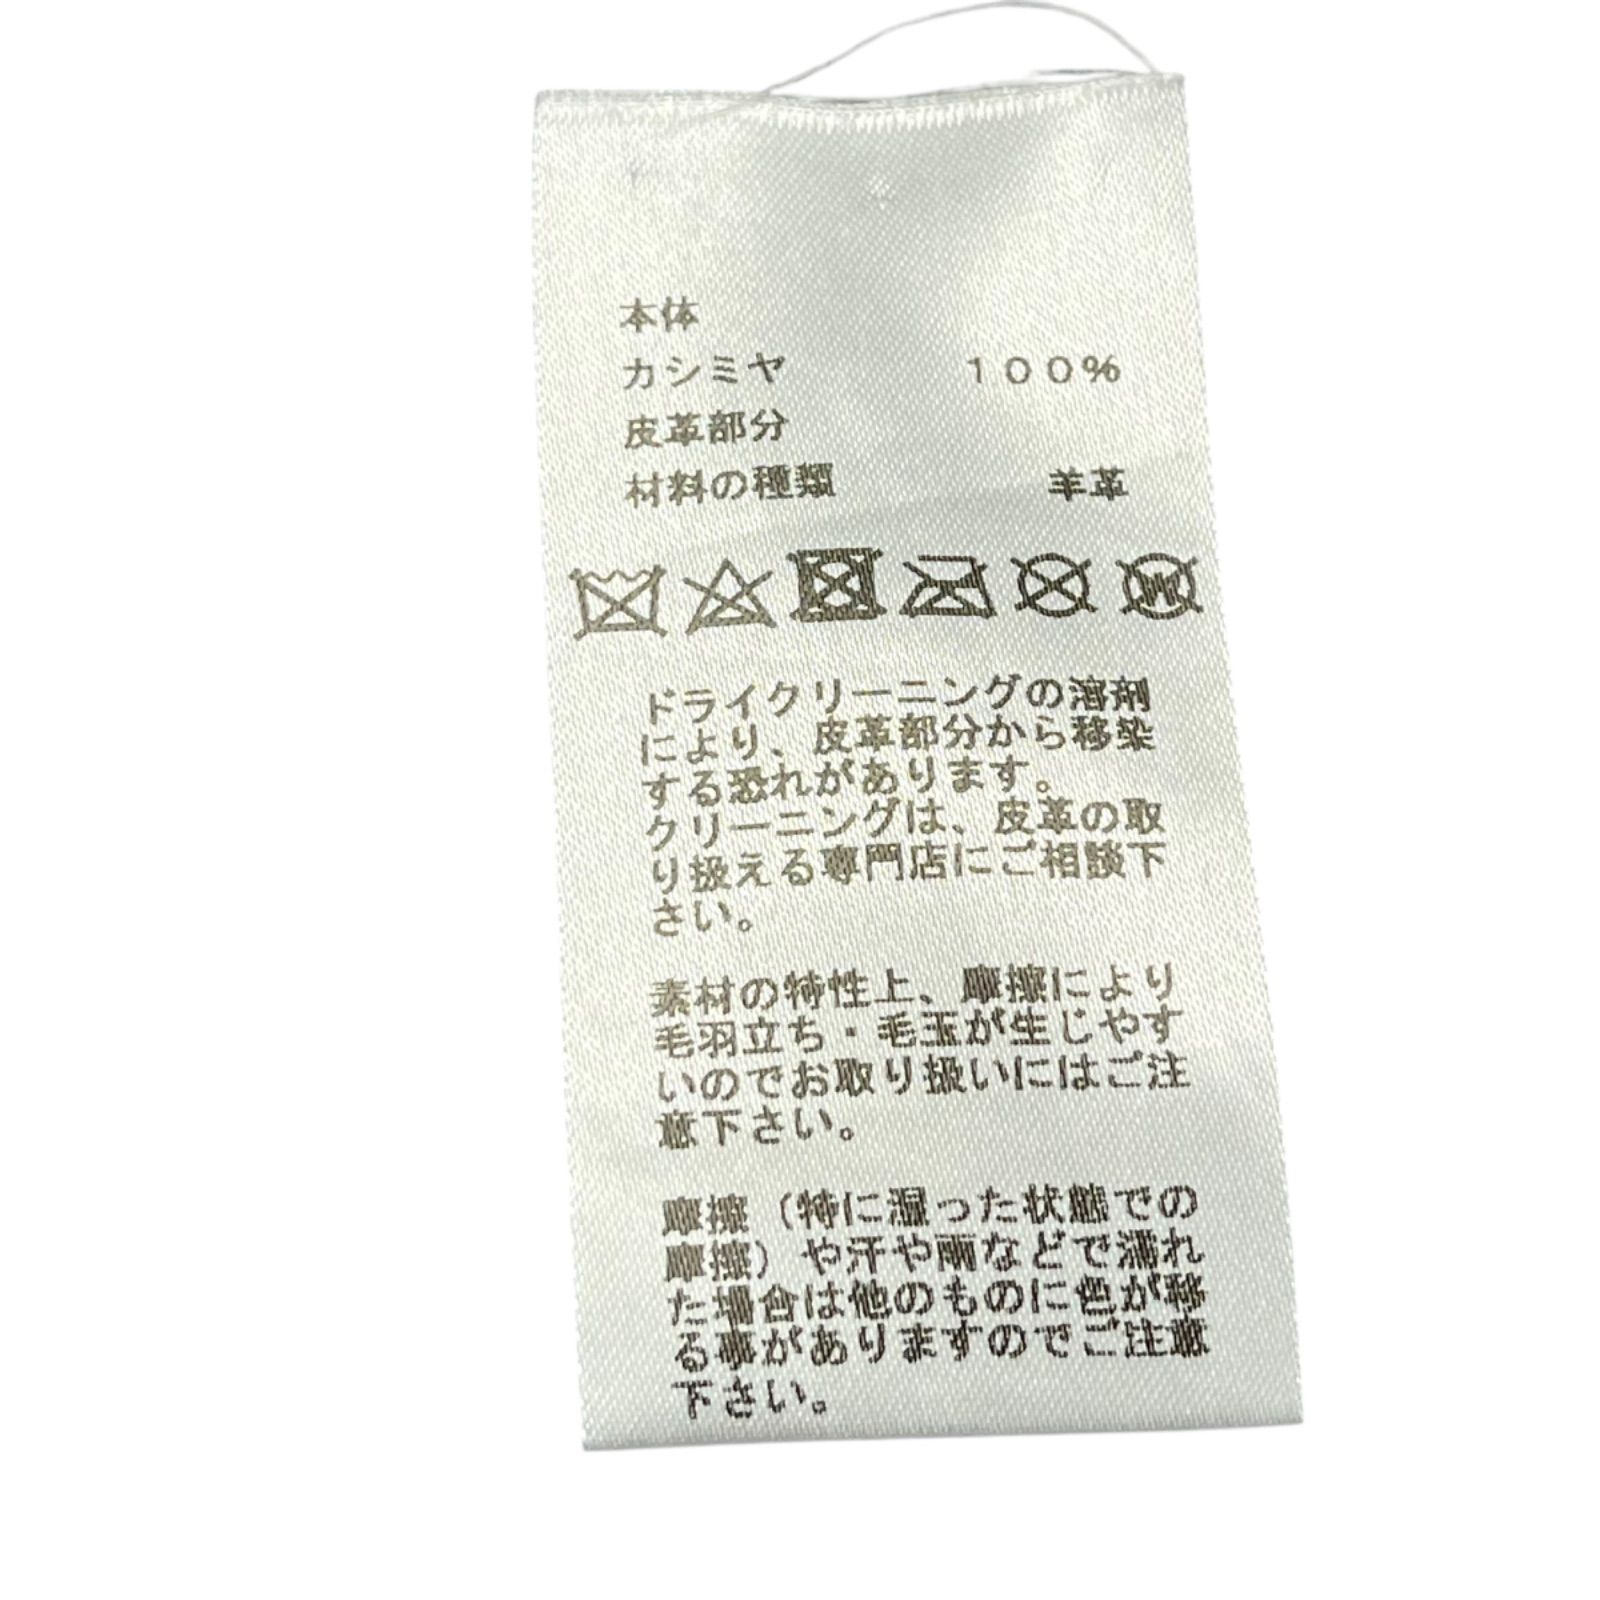 本体
カシミヤ １００％
皮革部分
材料の種類 羊革
W
ドライクリーニングの溶剤
により、皮革部分から移染
する恐れがあります。
クリーニングは、皮革の取
り扱える専門店にご相談下
さい。
素材の特性上、摩擦により
毛羽立ち・毛玉が生じやす
いのでお取り扱いにはご注
意下さい。
摩擦（特に湿った状態での
摩擦）や汗や雨などで濡れ
た場合は他のものに色が移
る事がありますのでご注意
下さい。